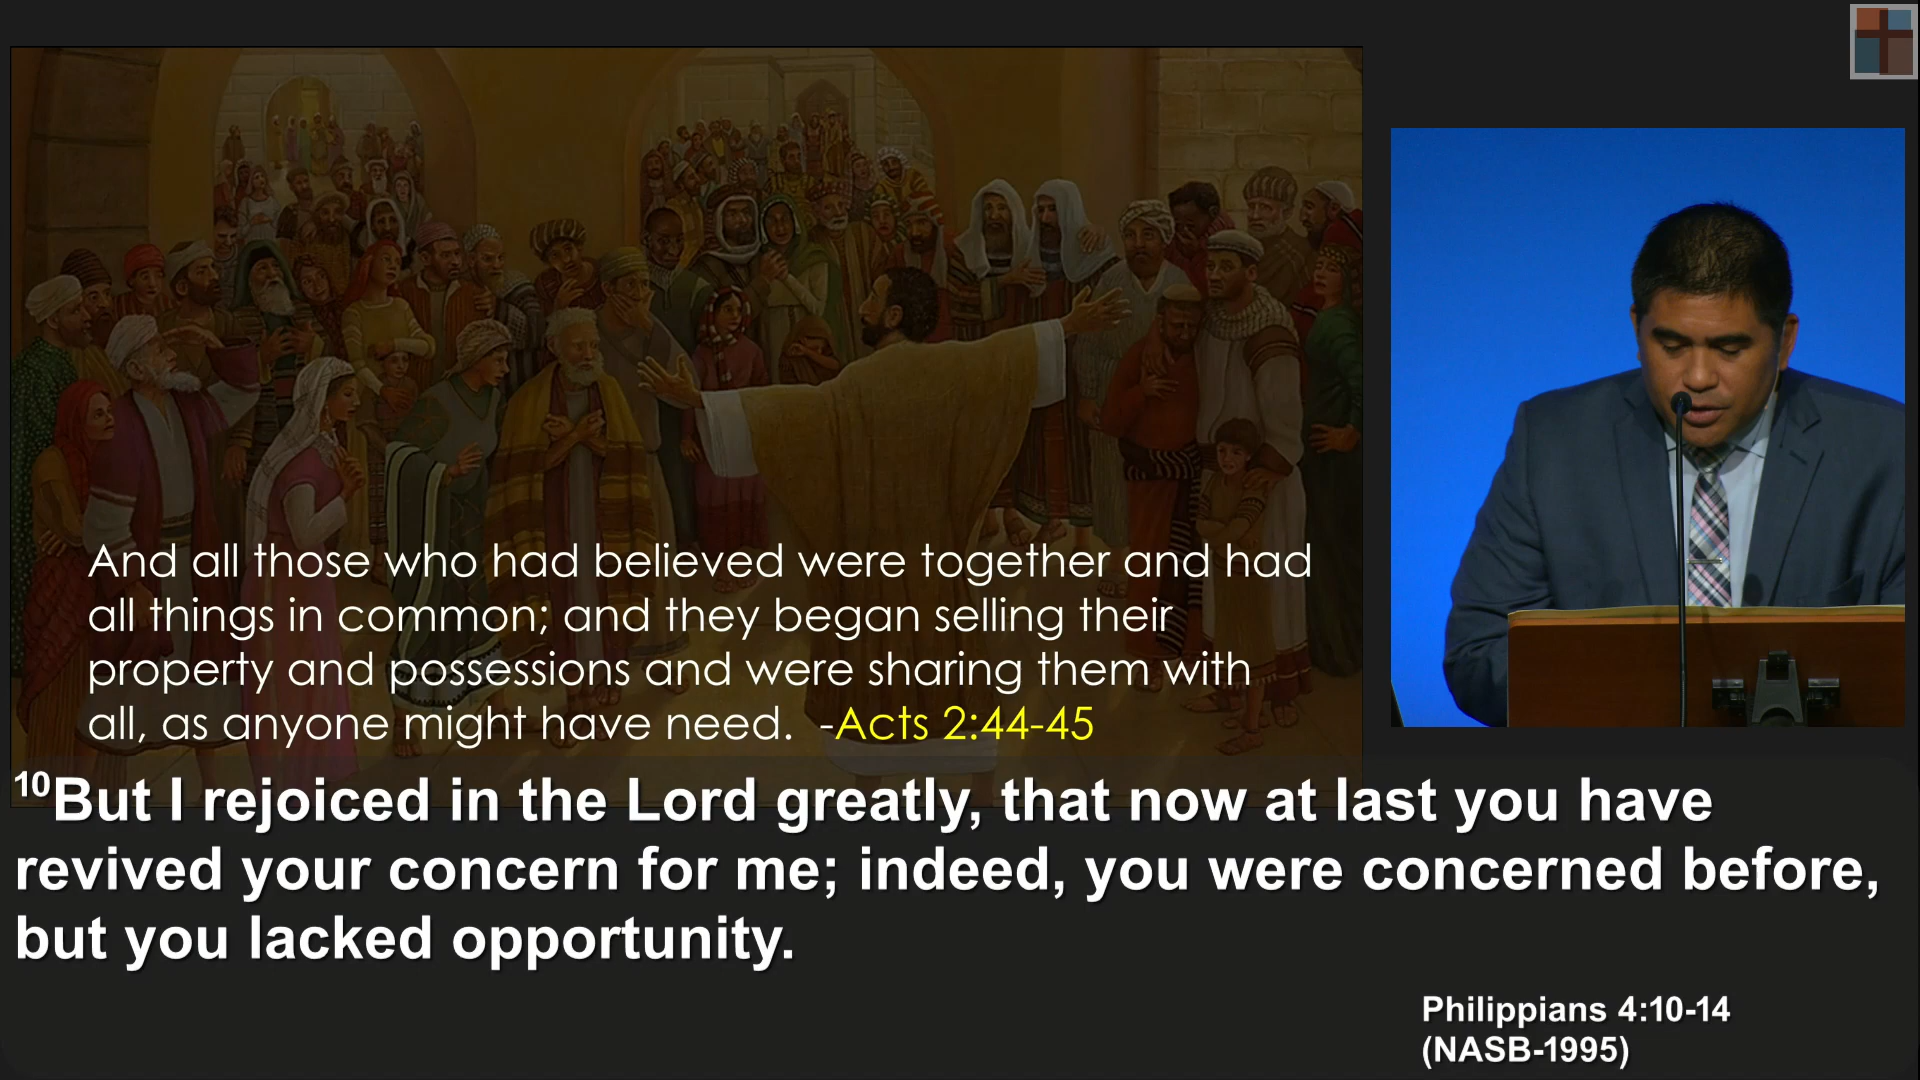 And all those who had believed were together and had
all things in common; and they began selling their
property and possessions and were sharing them with
all, as anyone might have need.  -Acts 2:44-45
¹⁰But I rejoiced in the Lord greatly, that now at last you have
revived your concern for me; indeed, you were concerned before,
but you lacked opportunity.
Philippians 4:10-14
(NASB-1995)